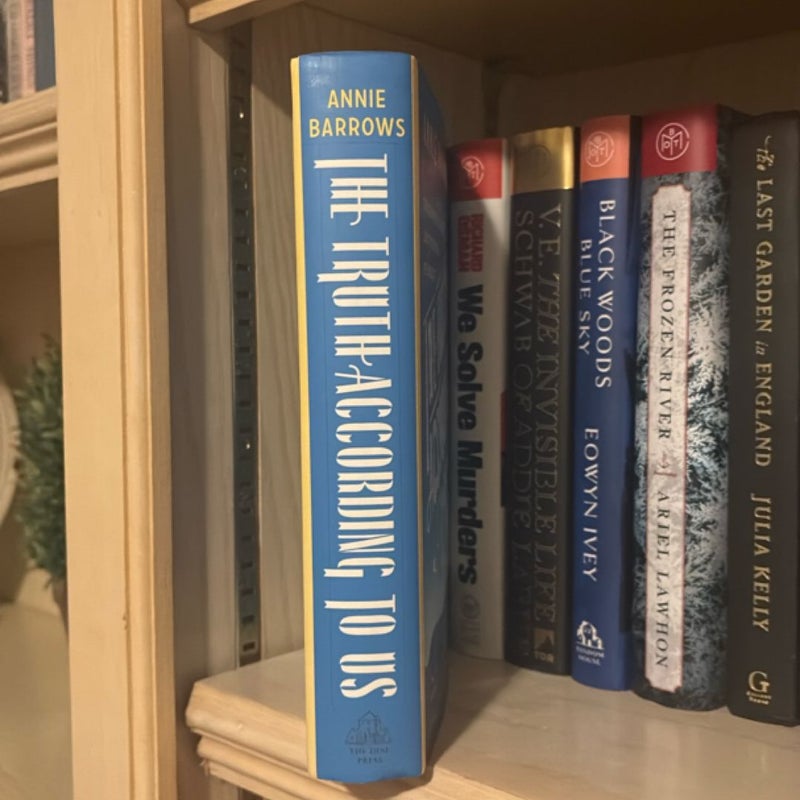 ANNIE
BARROWS
THE TRUTH ACCORDING TO US
THE DIAL
PRESS
RICHARD
OSMAN
We Solve Murders
V. E.
SCHWAB
THE INVISIBLE LIFE
OF ADDIE LARUE
TOR
BLACK WOODS
BLUE SKY
EOWYN IVEY
RANDOM
HOUSE
THE FROZEN RIVER
ARIEL LAWHON
The LAST GARDEN in ENGLAND
JULIA KELLY
G